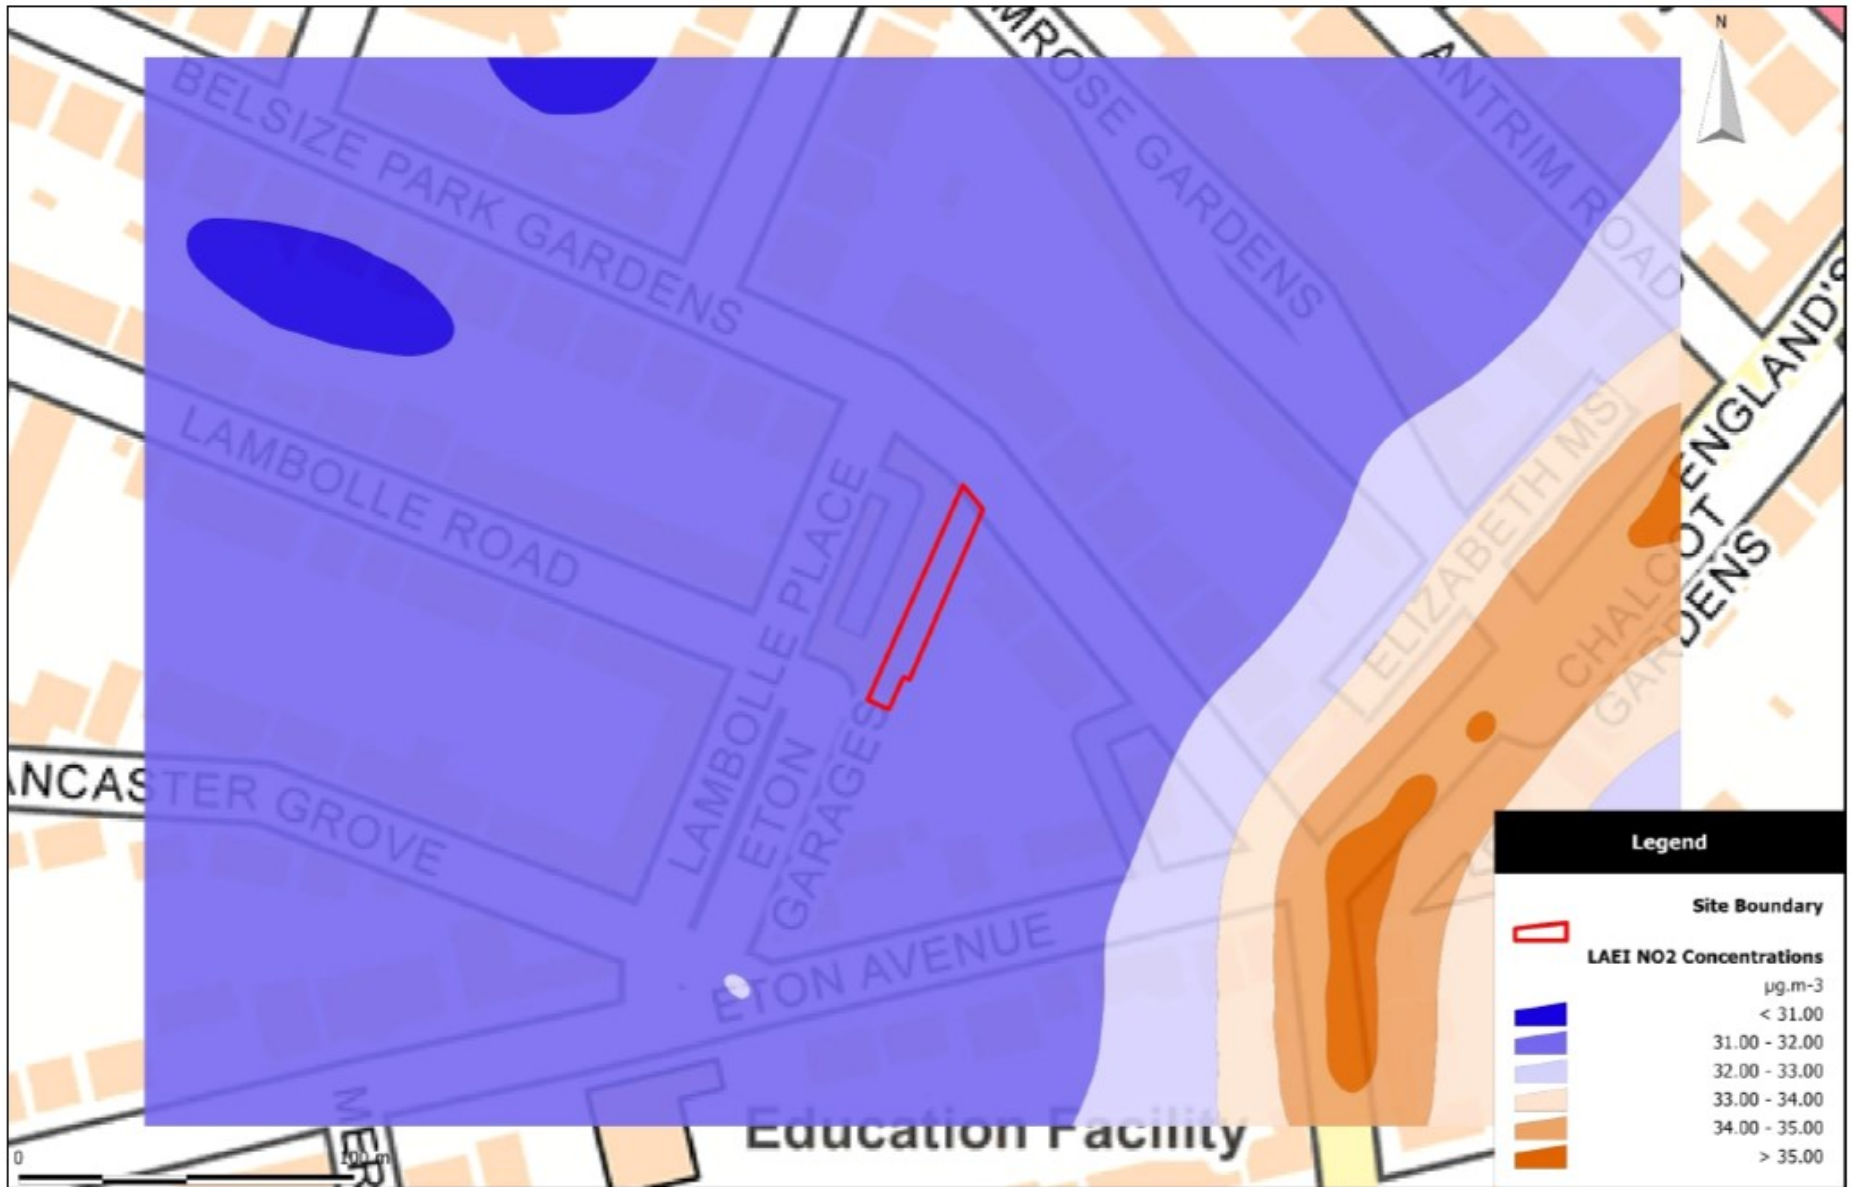 MROSE GARDENS
ANTRIM ROAD
N
BELSIZE PARK GARDENS
ENGLAND'S
LAMBOLLE ROAD
LAMBOLLE PLACE
ELIZABETH MS
CHALCOT
GARDENS
ETON
GARAGES
ANCASTER GROVE
ETON AVENUE
Education Facility
MER
0
100 m
Legend
Site Boundary
LAEI NO2 Concentrations
µg.m-3
< 31.00
31.00 - 32.00
32.00 - 33.00
33.00 - 34.00
34.00 - 35.00
> 35.00